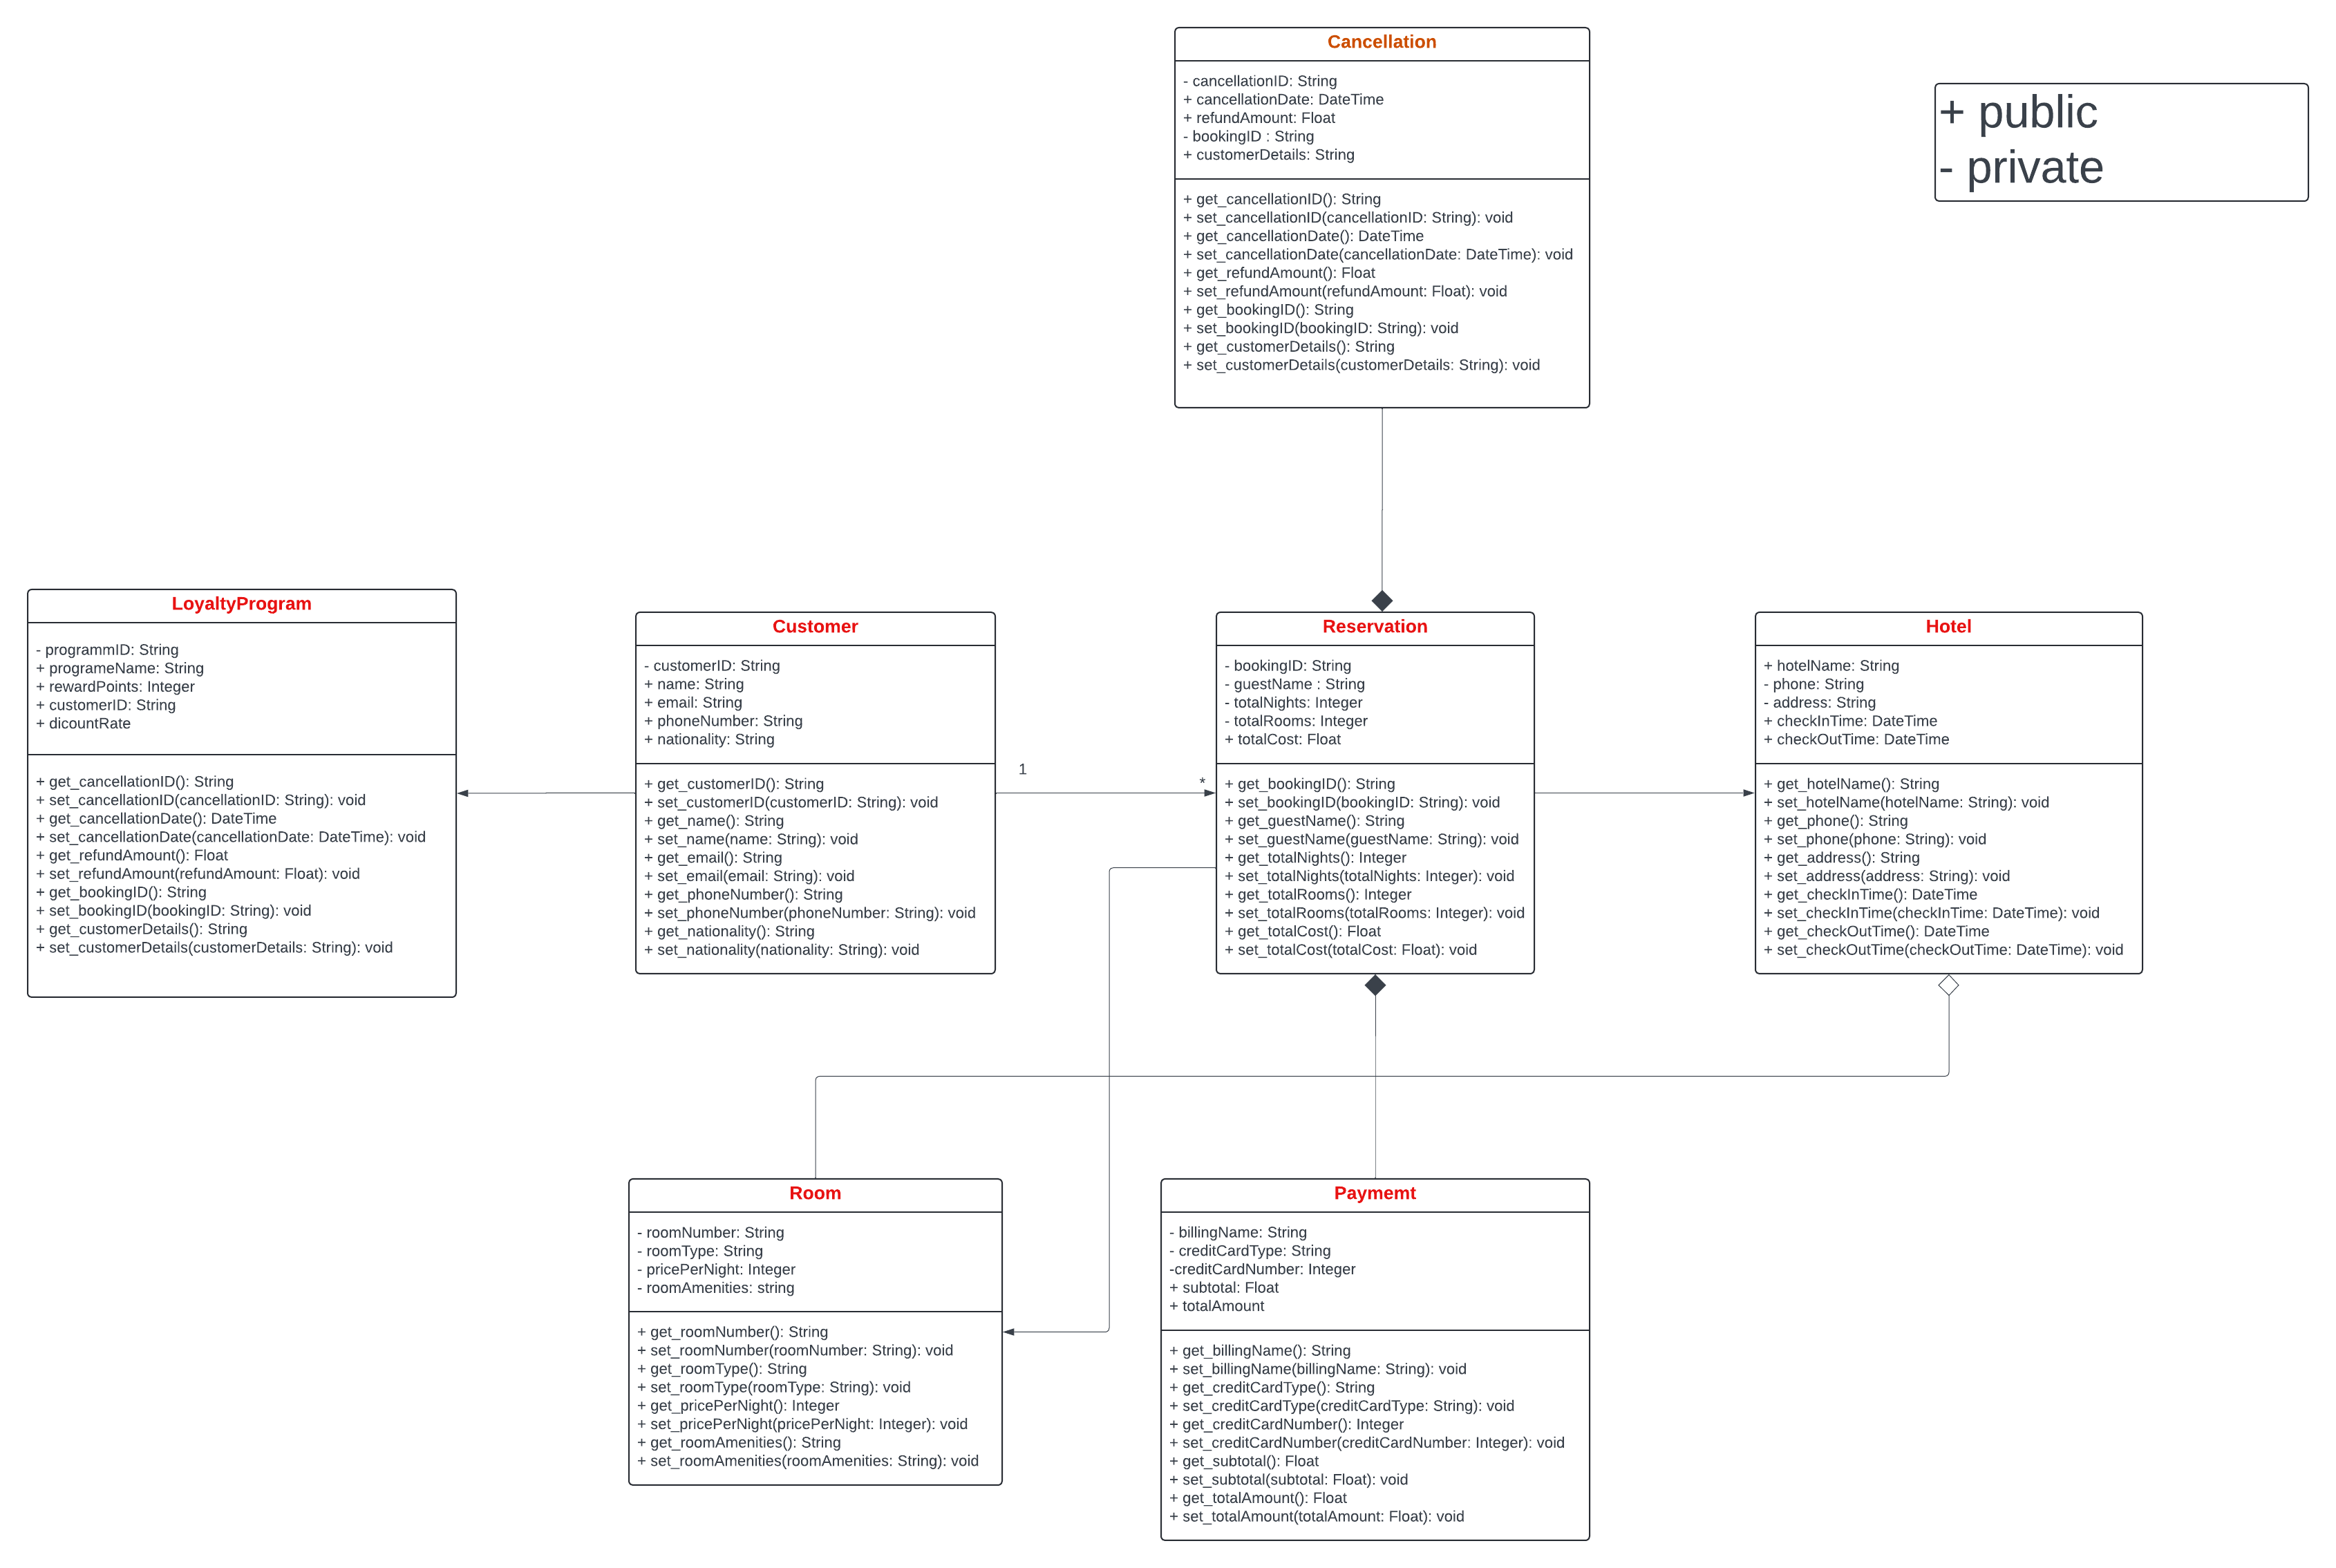 Cancellation
- cancellationID: String
+ cancellationDate: DateTime
+ refundAmount: Float
- bookingID : String
+ customerDetails: String
+ get_cancellationID(): String
+ set_cancellationID(cancellationID: String): void
+ get_cancellationDate(): DateTime
+ set_cancellationDate(cancellationDate: DateTime): void
+ get_refundAmount(): Float
+ set_refundAmount(refundAmount: Float): void
+ get_bookingID(): String
+ set_bookingID(bookingID: String): void
+ get_customerDetails(): String
+ set_customerDetails(customerDetails: String): void
+ public
- private
LoyaltyProgram
- programmID: String
+ programeName: String
+ rewardPoints: Integer
+ customerID: String
+ dicountRate
+ get_cancellationID(): String
+ set_cancellationID(cancellationID: String): void
+ get_cancellationDate(): DateTime
+ set_cancellationDate(cancellationDate: DateTime): void
+ get_refundAmount(): Float
+ set_refundAmount(refundAmount: Float): void
+ get_bookingID(): String
+ set_bookingID(bookingID: String): void
+ get_customerDetails(): String
+ set_customerDetails(customerDetails: String): void
Customer
- customerID: String
+ name: String
+ email: String
+ phoneNumber: String
+ nationality: String
+ get_customerID(): String
+ set_customerID(customerID: String): void
+ get_name(): String
+ set_name(name: String): void
+ get_email(): String
+ set_email(email: String): void
+ get_phoneNumber(): String
+ set_phoneNumber(phoneNumber: String): void
+ get_nationality(): String
+ set_nationality(nationality: String): void
1
*
Reservation
- bookingID: String
- guestName : String
- totalNights: Integer
- totalRooms: Integer
+ totalCost: Float
+ get_bookingID(): String
+ set_bookingID(bookingID: String): void
+ get_guestName(): String
+ set_guestName(guestName: String): void
+ get_totalNights(): Integer
+ set_totalNights(totalNights: Integer): void
+ get_totalRooms(): Integer
+ set_totalRooms(totalRooms: Integer): void
+ get_totalCost(): Float
+ set_totalCost(totalCost: Float): void
Hotel
+ hotelName: String
- phone: String
- address: String
+ checkInTime: DateTime
+ checkOutTime: DateTime
+ get_hotelName(): String
+ set_hotelName(hotelName: String): void
+ get_phone(): String
+ set_phone(phone: String): void
+ get_address(): String
+ set_address(address: String): void
+ get_checkInTime(): DateTime
+ set_checkInTime(checkInTime: DateTime): void
+ get_checkOutTime(): DateTime
+ set_checkOutTime(checkOutTime: DateTime): void
Room
- roomNumber: String
- roomType: String
- pricePerNight: Integer
- roomAmenities: string
+ get_roomNumber(): String
+ set_roomNumber(roomNumber: String): void
+ get_roomType(): String
+ set_roomType(roomType: String): void
+ get_pricePerNight(): Integer
+ set_pricePerNight(pricePerNight: Integer): void
+ get_roomAmenities(): String
+ set_roomAmenities(roomAmenities: String): void
Paymemt
- billingName: String
- creditCardType: String
-creditCardNumber: Integer
+ subtotal: Float
+ totalAmount
+ get_billingName(): String
+ set_billingName(billingName: String): void
+ get_creditCardType(): String
+ set_creditCardType(creditCardType: String): void
+ get_creditCardNumber(): Integer
+ set_creditCardNumber(creditCardNumber: Integer): void
+ get_subtotal(): Float
+ set_subtotal(subtotal: Float): void
+ get_totalAmount(): Float
+ set_totalAmount(totalAmount: Float): void